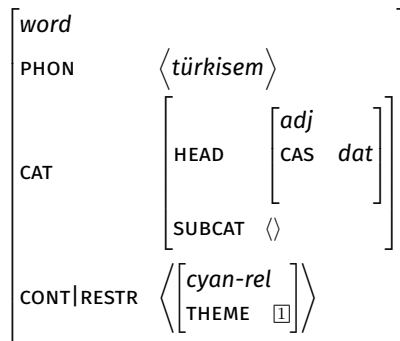 word
PHON ⟨türkisem⟩
CAT
HEAD
adj
CAS dat
SUBCAT ⟨⟩
CONT|RESTR
cyan-rel
THEME 1